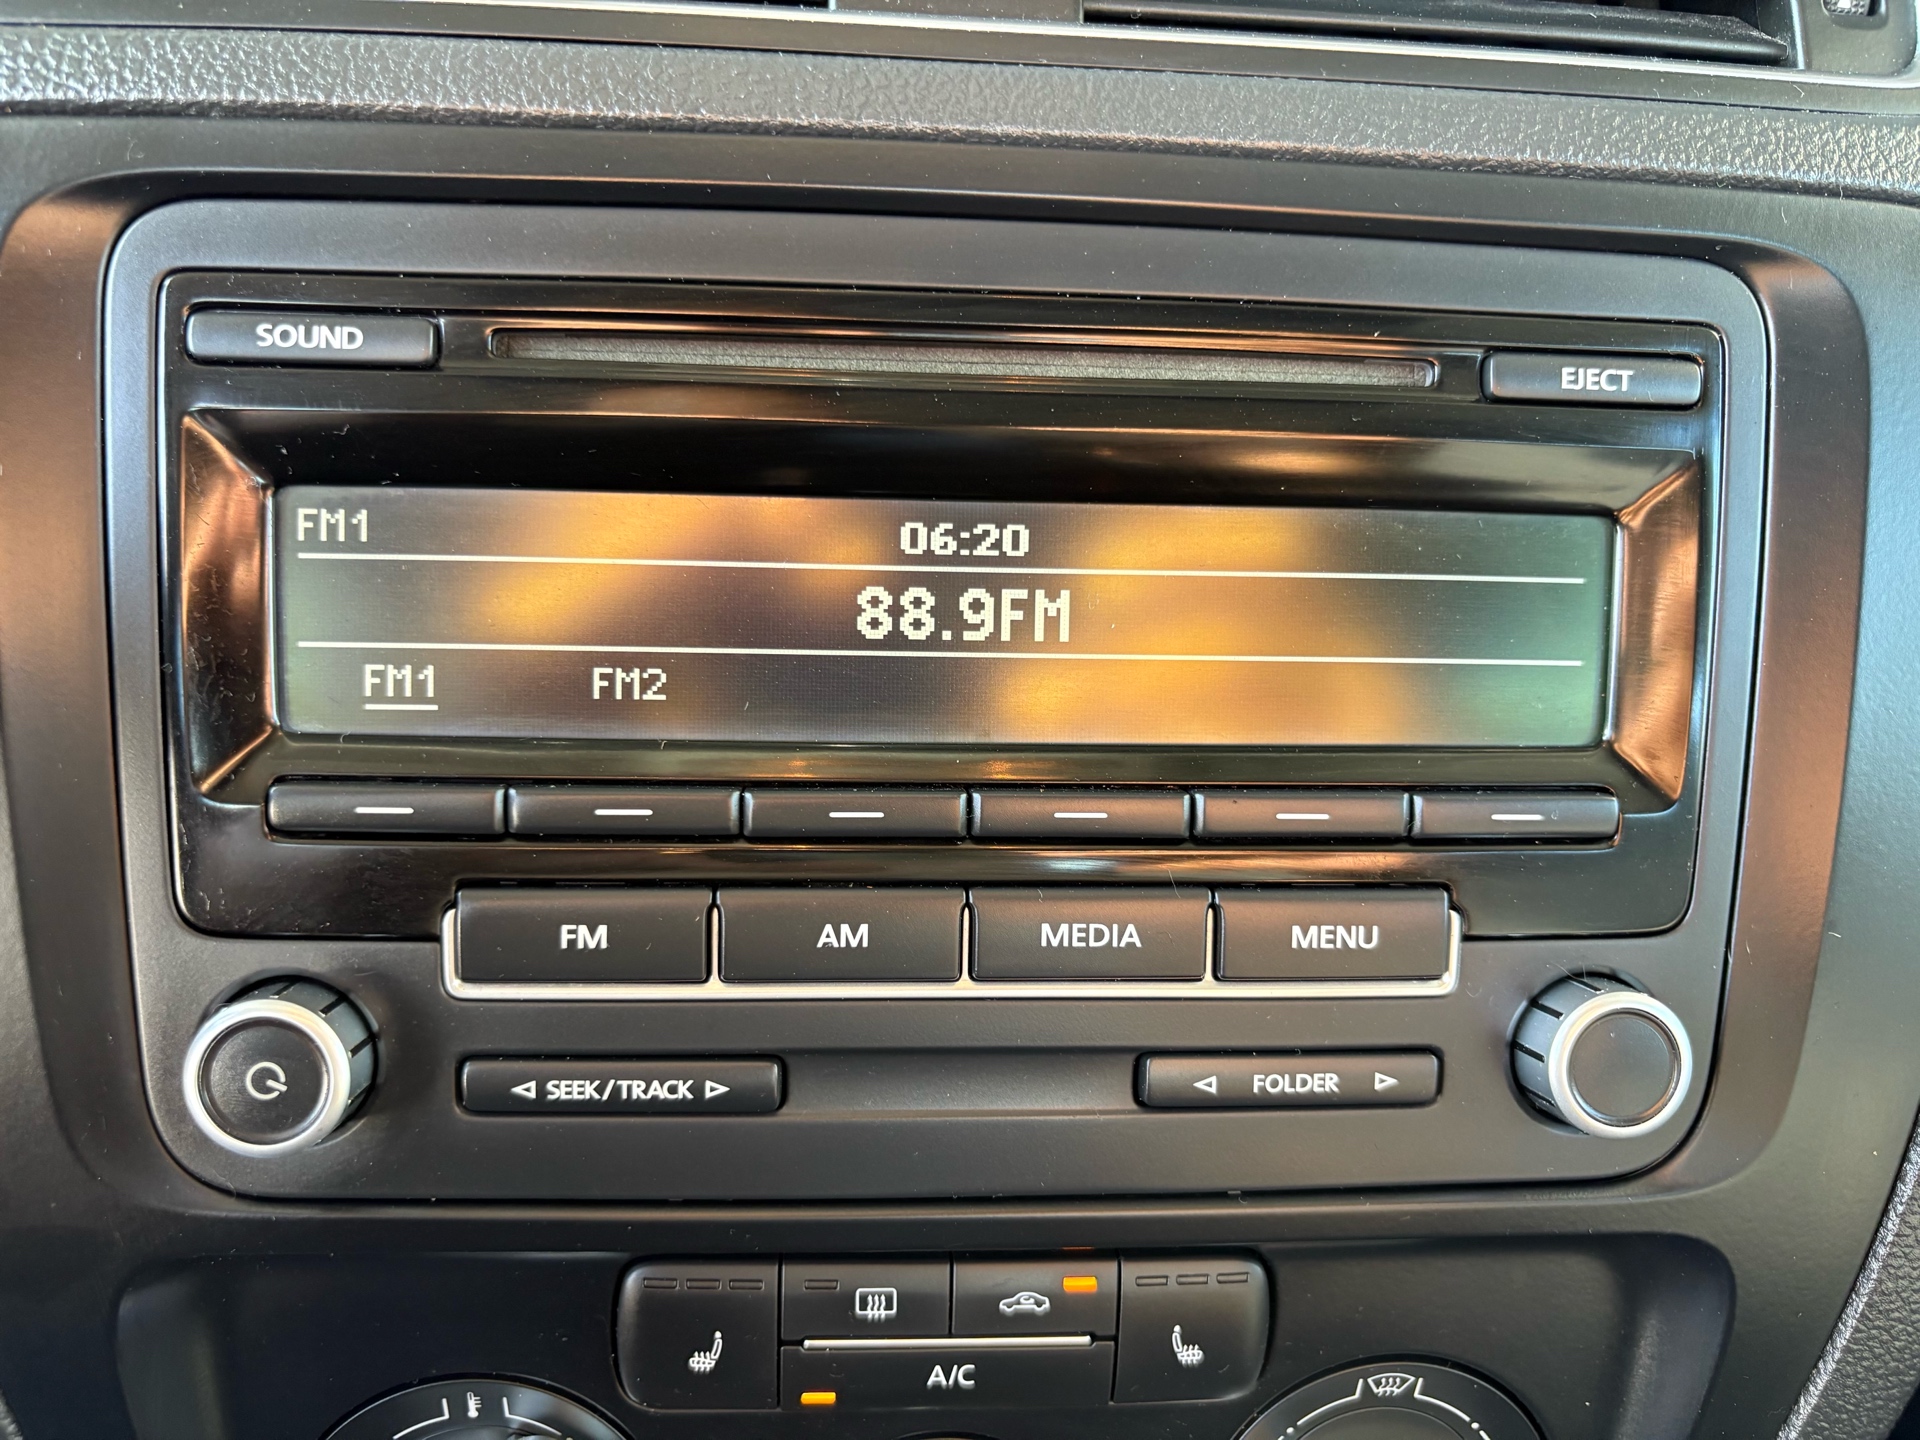 SOUND
EJECT
FM1
06:20
88.9FM
FM1 FM2
FM AM MEDIA MENU
SEEK/TRACK
FOLDER
A/C